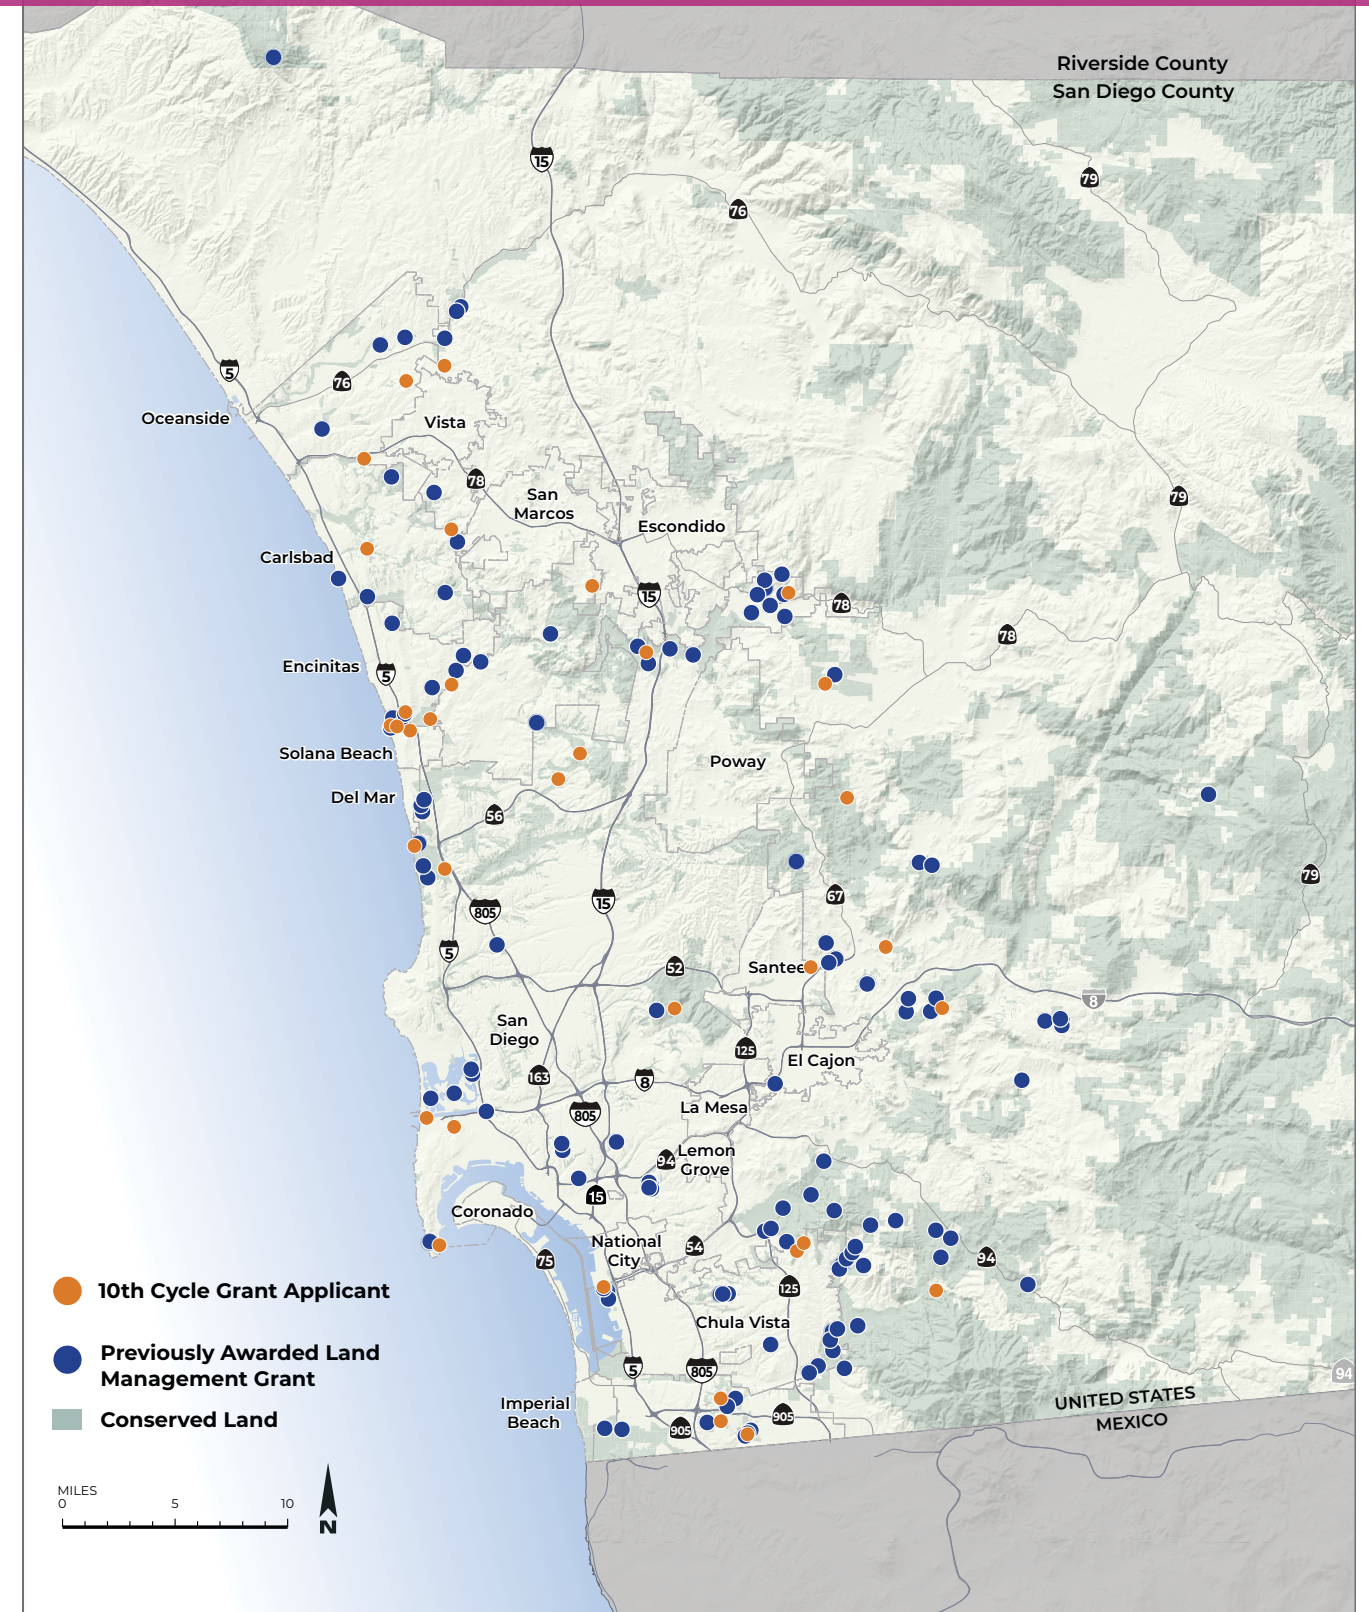 Riverside County
San Diego County
15
79
76
5
76
Oceanside
Vista
78
San
Marcos
79
Escondido
Carlsbad
15
78
78
Encinitas
5
Solana Beach
Poway
Del Mar
56
67
79
805
15
5
52
Santee
8
San
Diego
125
El Cajon
163
8
La Mesa
805
94
Lemon
Grove
15
Coronado
National
City
54
75
94
125
10th Cycle Grant Applicant
Chula Vista
Previously Awarded Land
Management Grant
5
805
94
Conserved Land
Imperial
Beach
905
905
UNITED STATES
MEXICO
MILES
0 5 10
N